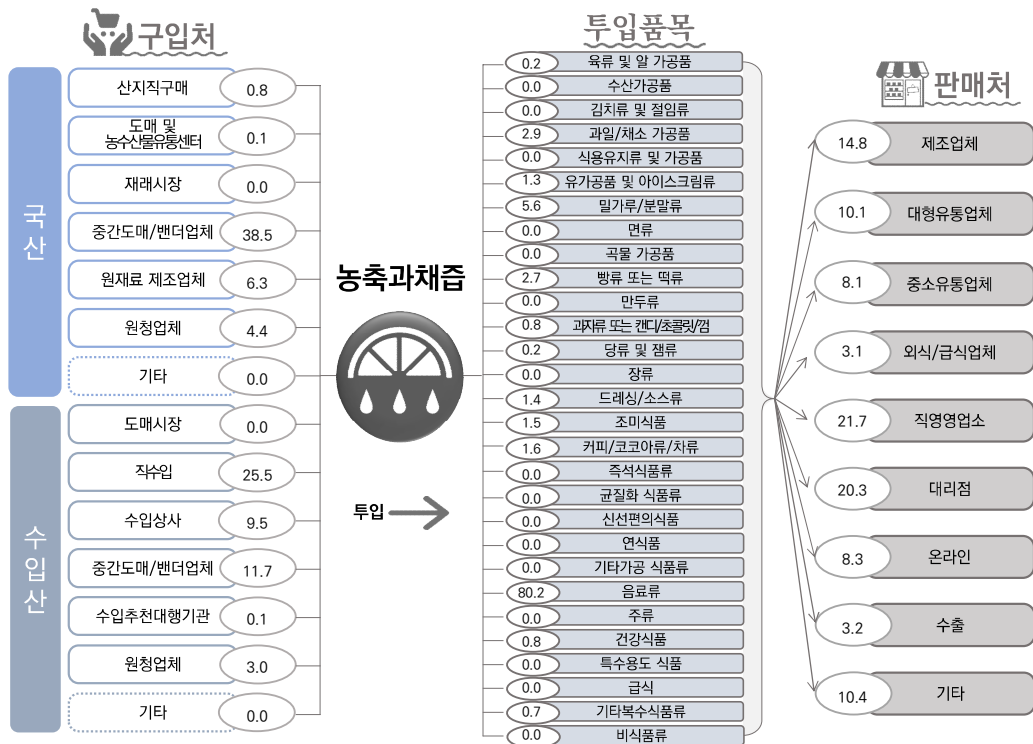 구입처
국산
산지직구매 0.8
도매 및
농수산물유통센터 0.1
재래시장 0.0
중간도매/밴더업체 38.5
원재료 제조업체 6.3
원청업체 4.4
기타 0.0
수입산
도매시장 0.0
직수입 25.5
수입상사 9.5
중간도매/밴더업체 11.7
수입추천대행기관 0.1
원청업체 3.0
기타 0.0
농축과채즙
투입
투입품목
0.2 육류 및 알 가공품
0.0 수산가공품
0.0 김치류 및 절임류
2.9 과일/채소 가공품
0.0 식용유지류 및 가공품
1.3 유가공품 및 아이스크림류
5.6 밀가루/분말류
0.0 면류
0.0 곡물 가공품
2.7 빵류 또는 떡류
0.0 만두류
0.8 과자류 또는 캔디/초콜릿/껌
0.2 당류 및 잼류
0.0 장류
1.4 드레싱/소스류
1.5 조미식품
1.6 커피/코코아류/차류
0.0 즉석식품류
0.0 균질화 식품류
0.0 신선편의식품
0.0 연식품
0.0 기타가공 식품류
80.2 음료류
0.0 주류
0.8 건강식품
0.0 특수용도 식품
0.0 급식
0.7 기타복수식품류
0.0 비식품류
판매처
14.8 제조업체
10.1 대형유통업체
8.1 중소유통업체
3.1 외식/급식업체
21.7 직영영업소
20.3 대리점
8.3 온라인
3.2 수출
10.4 기타